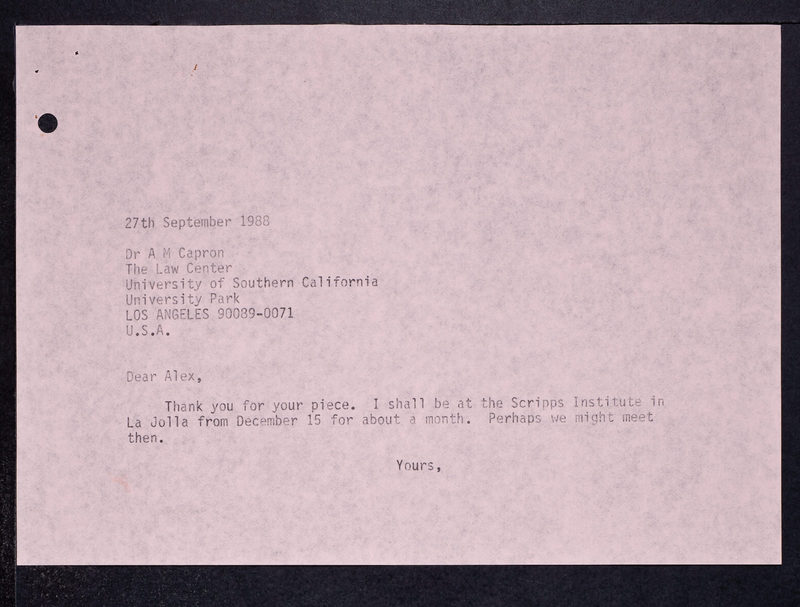 27th September 1988
Dr A M Capron
The Law Center
University of Southern California
University Park
LOS ANGELES 90089-0071
U.S.A.
Dear Alex,
Thank you for your piece. I shall be at the Scripps Institute in
La Jolla from December 15 for about a month. Perhaps we might meet
then.
Yours,